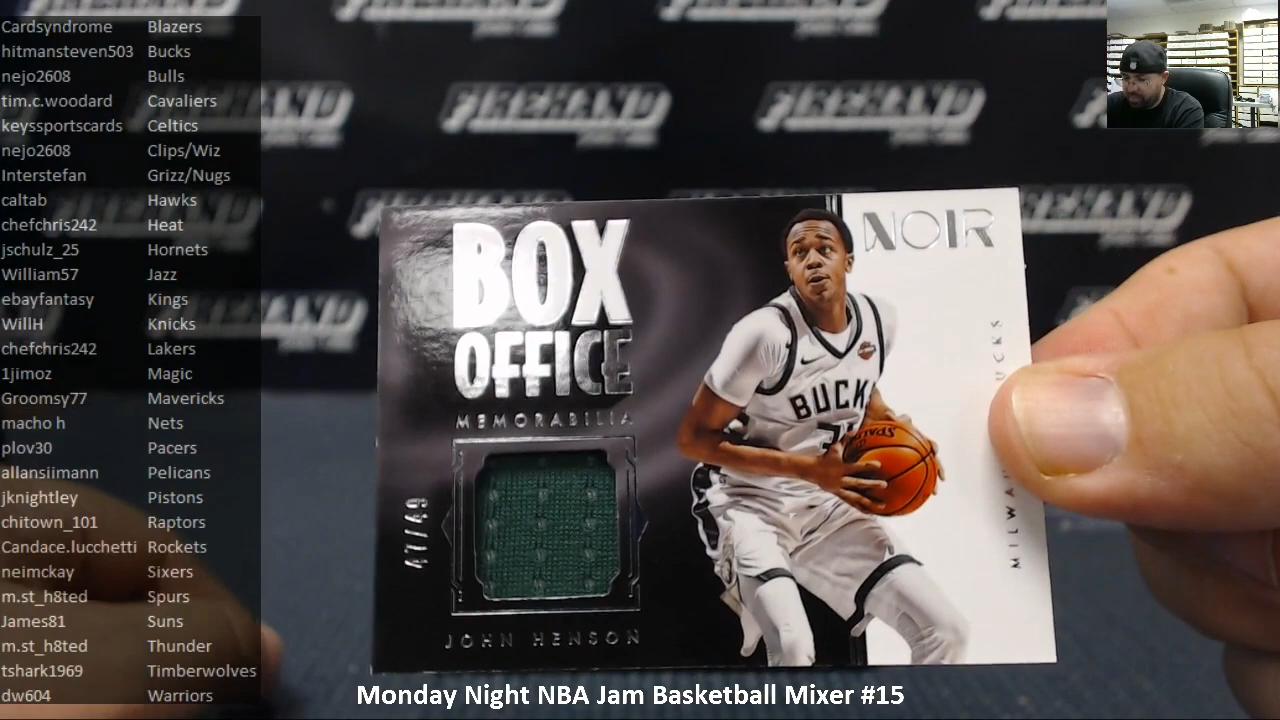 Cardsyndrome Blazers
hitmansteven503 Bucks
nejo2608 Bulls
tim.c.woodard Cavaliers
keyssportscards Celtics
nejo2608 Clips/Wiz
Interstefan Grizz/Nugs
caltab Hawks
chefchris242 Heat
jschulz_25 Hornets
William57 Jazz
ebayfantasy Kings
WillH Knicks
chefchris242 Lakers
1jimoz Magic
Groomsy77 Mavericks
macho h Nets
plov30 Pacers
allansiimann Pelicans
jknightley Pistons
chitown_101 Raptors
Candace.lucchetti Rockets
neimckay Sixers
m.st_h8ted Spurs
James81 Suns
m.st_h8ted Thunder
tshark1969 Timberwolves
dw604 Warriors
BOX
OFFICE
MEMORABILIA
47/49
JOHN HENSON
NOIR
BUCK
SPALDING
Monday Night NBA Jam Basketball Mixer #15